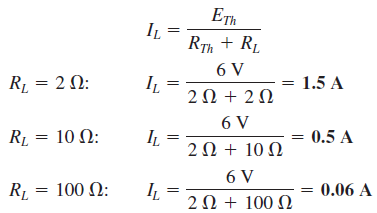 I_L = E_Th / (R_Th + R_L)
R_L = 2 Ω: I_L = 6 V / (2 Ω + 2 Ω) = 1.5 A
R_L = 10 Ω: I_L = 6 V / (2 Ω + 10 Ω) = 0.5 A
R_L = 100 Ω: I_L = 6 V / (2 Ω + 100 Ω) = 0.06 A